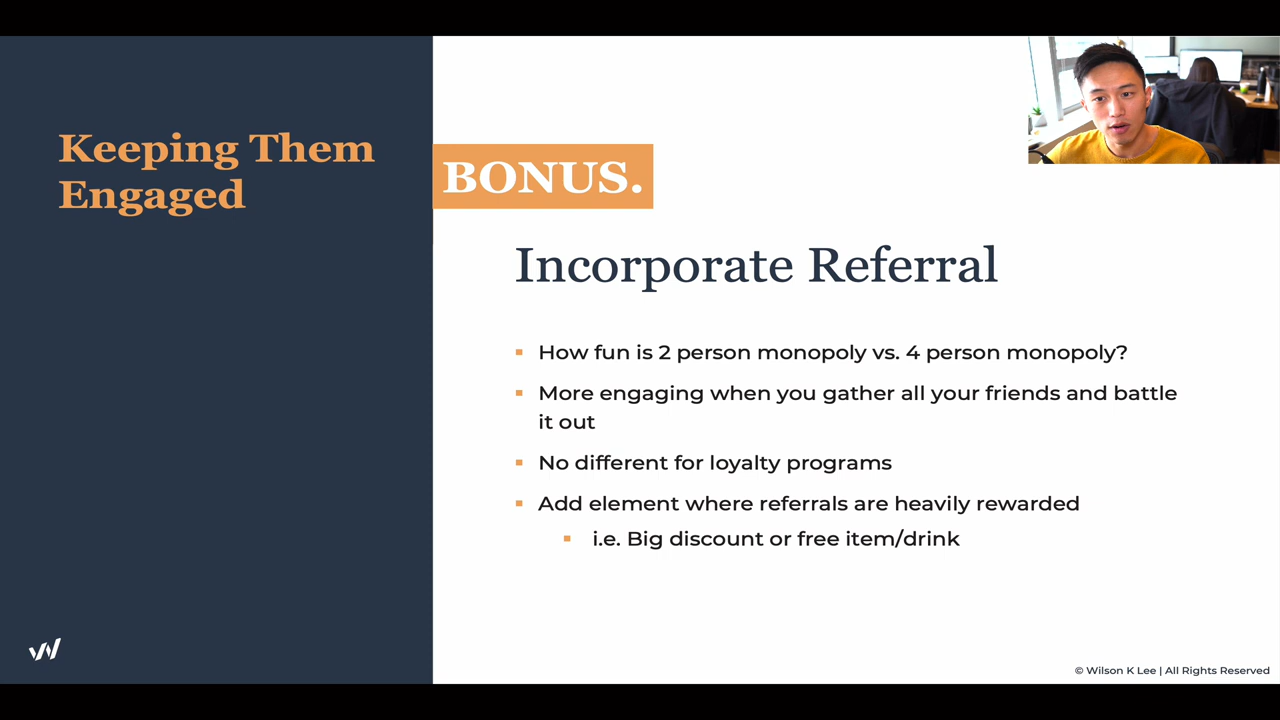 Keeping Them
Engaged
BONUS.
Incorporate Referral
How fun is 2 person monopoly vs. 4 person monopoly?
More engaging when you gather all your friends and battle
it out
No different for loyalty programs
Add element where referrals are heavily rewarded
i.e. Big discount or free item/drink
© Wilson K Lee | All Rights Reserved